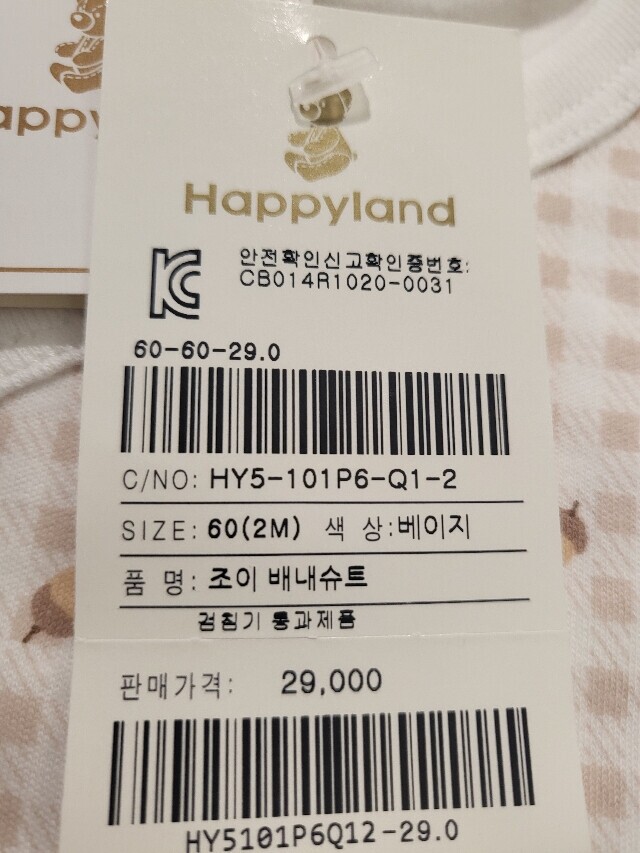 appy
Happyland
안전확인신고확인증번호:
CB014R1020-0031
60-60-29.0
C/NO: HY5-101P6-Q1-2
SIZE: 60(2M) 색 상:베이지
품 명: 조이 배내슈트
검침기 통과제품
판매가격: 29,000
HY5101P6Q12-29.0